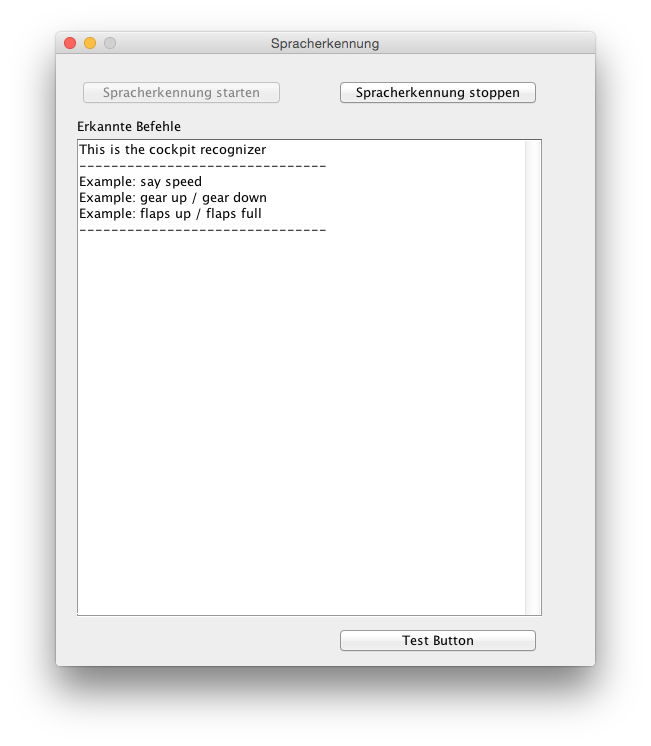 Spracherkennung
Spracherkennung starten
Spracherkennung stoppen
Erkannte Befehle
This is the cockpit recognizer
-------------------------------
Example: say speed
Example: gear up / gear down
Example: flaps up / flaps full
-------------------------------
Test Button